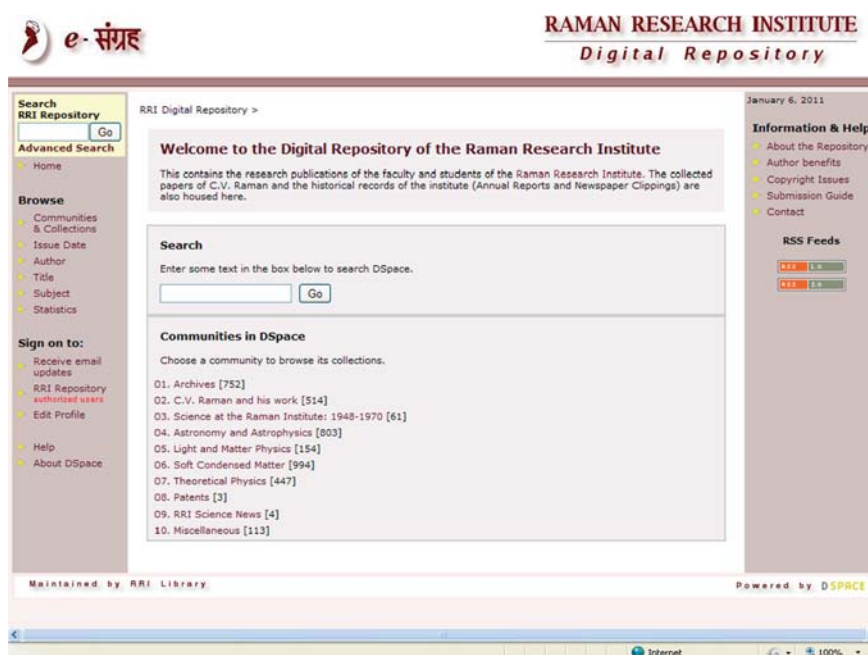 e-संग्रह
RAMAN RESEARCH INSTITUTE
Digital Repository
Search
RRI Repository
Go
Advanced Search
Home
Browse
Communities
& Collections
Issue Date
Author
Title
Subject
Statistics
Sign on to:
Receive email
updates
RRI Repository
authorized users
Edit Profile
Help
About DSpace
RRI Digital Repository >
Welcome to the Digital Repository of the Raman Research Institute
This contains the research publications of the faculty and students of the Raman Research Institute. The collected
papers of C.V. Raman and the historical records of the institute (Annual Reports and Newspaper Clippings) are
also housed here.
Search
Enter some text in the box below to search DSpace.
Go
Communities in DSpace
Choose a community to browse its collections.
01. Archives [752]
02. C.V. Raman and his work [514]
03. Science at the Raman Institute: 1948-1970 [61]
04. Astronomy and Astrophysics [803]
05. Light and Matter Physics [154]
06. Soft Condensed Matter [994]
07. Theoretical Physics [447]
08. Patents [3]
09. RRI Science News [4]
10. Miscellaneous [113]
January 6, 2011
Information & Help
About the Repository
Author benefits
Copyright Issues
Submission Guide
Contact
RSS Feeds
RSS 1.0
RSS 2.0
Maintained by RRI Library
Powered by DSPACE
Internet
100%